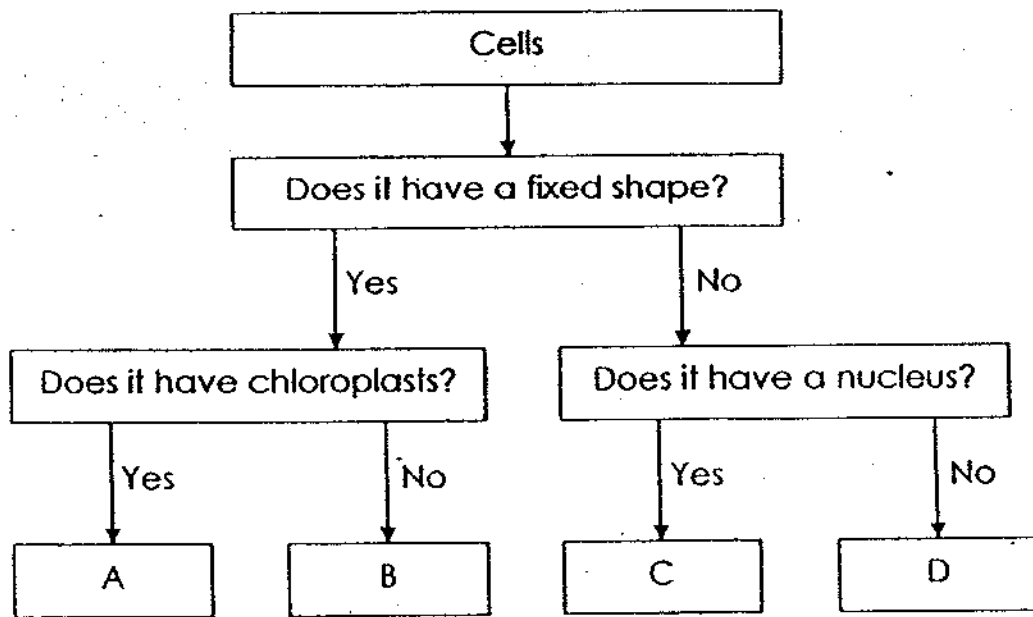 Cells
Does it have a fixed shape?
Yes
No
Does it have chloroplasts?
Does it have a nucleus?
Yes
No
Yes
No
A
B
C
D